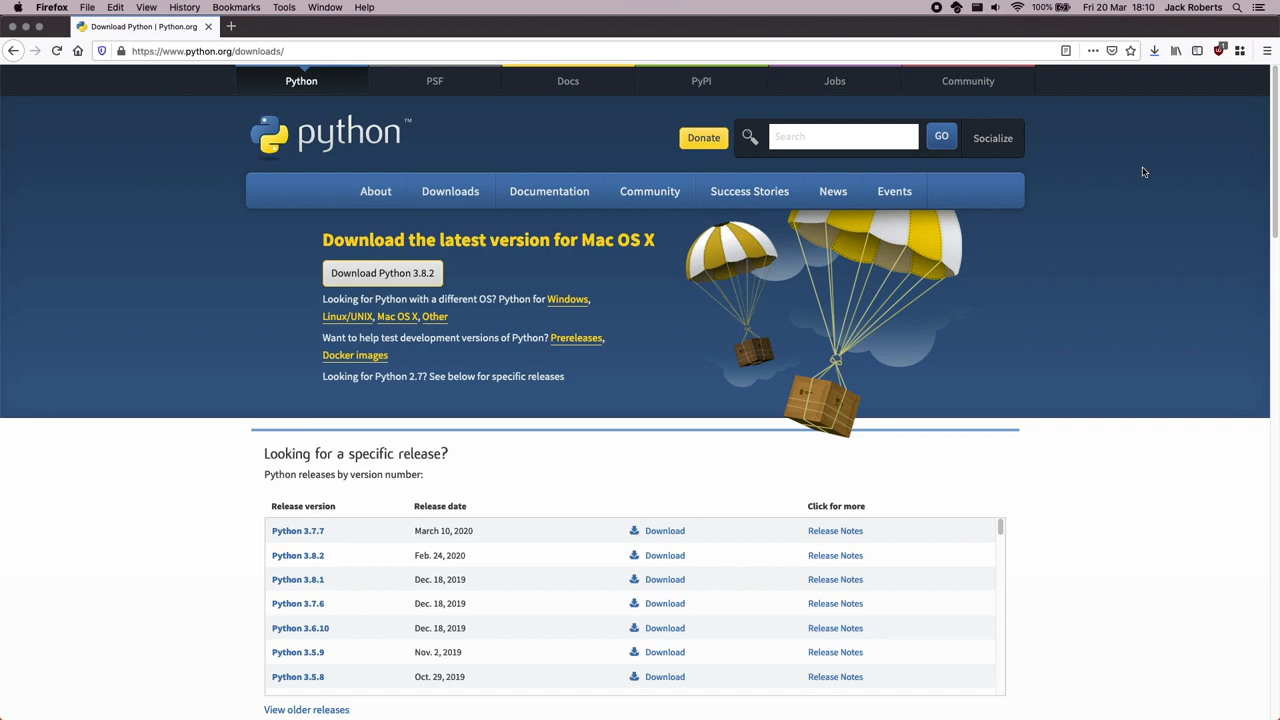 Firefox File Edit View History Bookmarks Tools Window Help 100% Fri 20 Mar 18:10 Jack Roberts
Download Python | Python.org
https://www.python.org/downloads/
Python PSF Docs PyPI Jobs Community
python™ Donate Search GO Socialize
About Downloads Documentation Community Success Stories News Events
Download the latest version for Mac OS X
Download Python 3.8.2
Looking for Python with a different OS? Python for Windows,
Linux/UNIX, Mac OS X, Other
Want to help test development versions of Python? Prereleases,
Docker images
Looking for Python 2.7? See below for specific releases
Looking for a specific release?
Python releases by version number:
Release version Release date Click for more
Python 3.7.7 March 10, 2020 Download Release Notes
Python 3.8.2 Feb. 24, 2020 Download Release Notes
Python 3.8.1 Dec. 18, 2019 Download Release Notes
Python 3.7.6 Dec. 18, 2019 Download Release Notes
Python 3.6.10 Dec. 18, 2019 Download Release Notes
Python 3.5.9 Nov. 2, 2019 Download Release Notes
Python 3.5.8 Oct. 29, 2019 Download Release Notes
View older releases